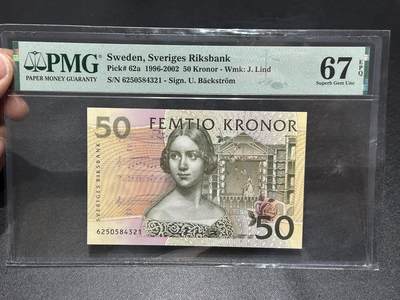 PMG
PAPER MONEY GUARANTY
Sweden, Sveriges Riksbank
Pick# 62a 1996-2002 50 Kronor - Wmk: J. Lind
S/N 6250584321 - Sign. U. Bäckström
67 EPQ
Superb Gem Unc
50 FEMTIO KRONOR
SVERIGES RIKSBANK
6250584321
50